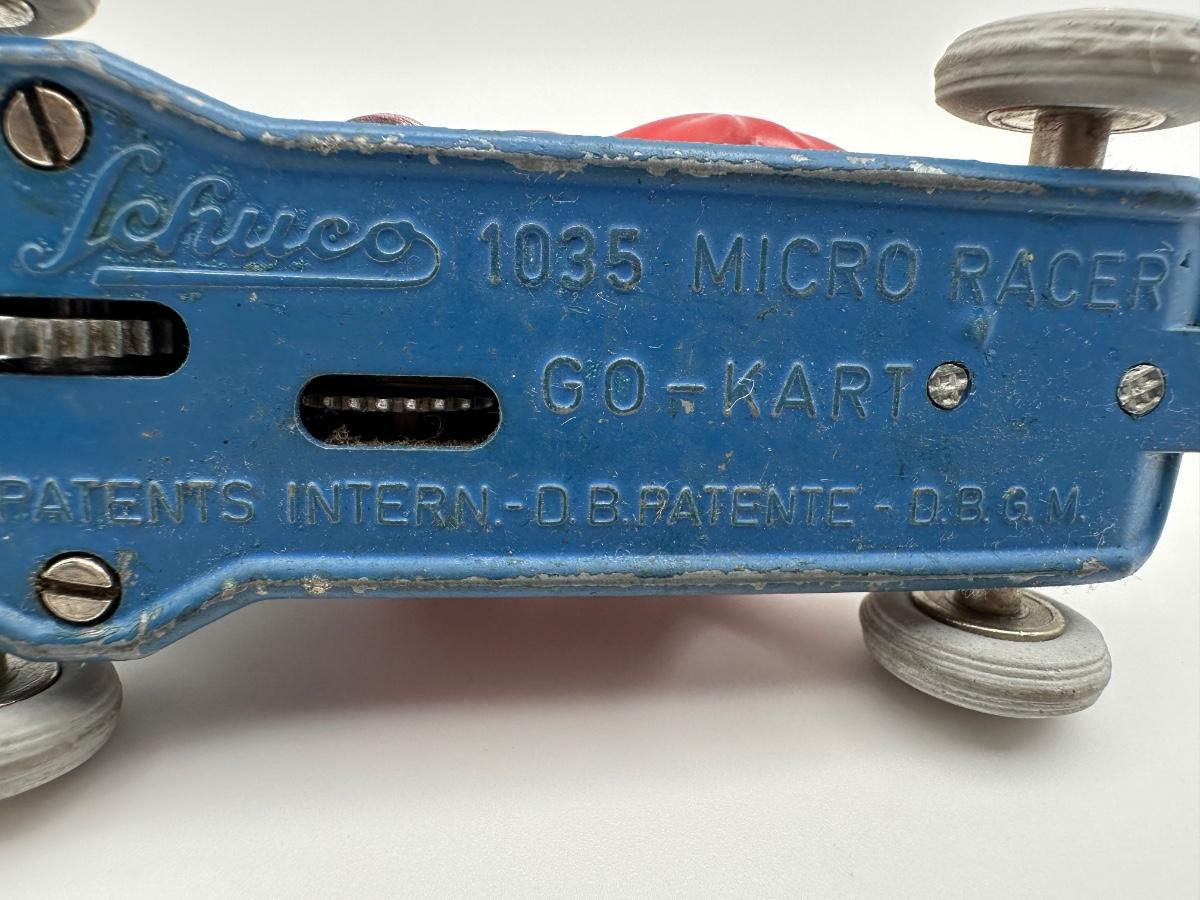 Schuco 1035 MICRO RACER
GO-KART
PATENTS INTERN.-D.B.PATENTE - D.B.G.M.